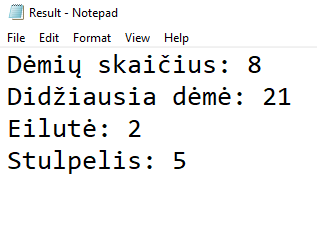 Result - Notepad
File Edit Format View Help
Dėmių skaičius: 8
Didžiausia dėmė: 21
Eilutė: 2
Stulpelis: 5